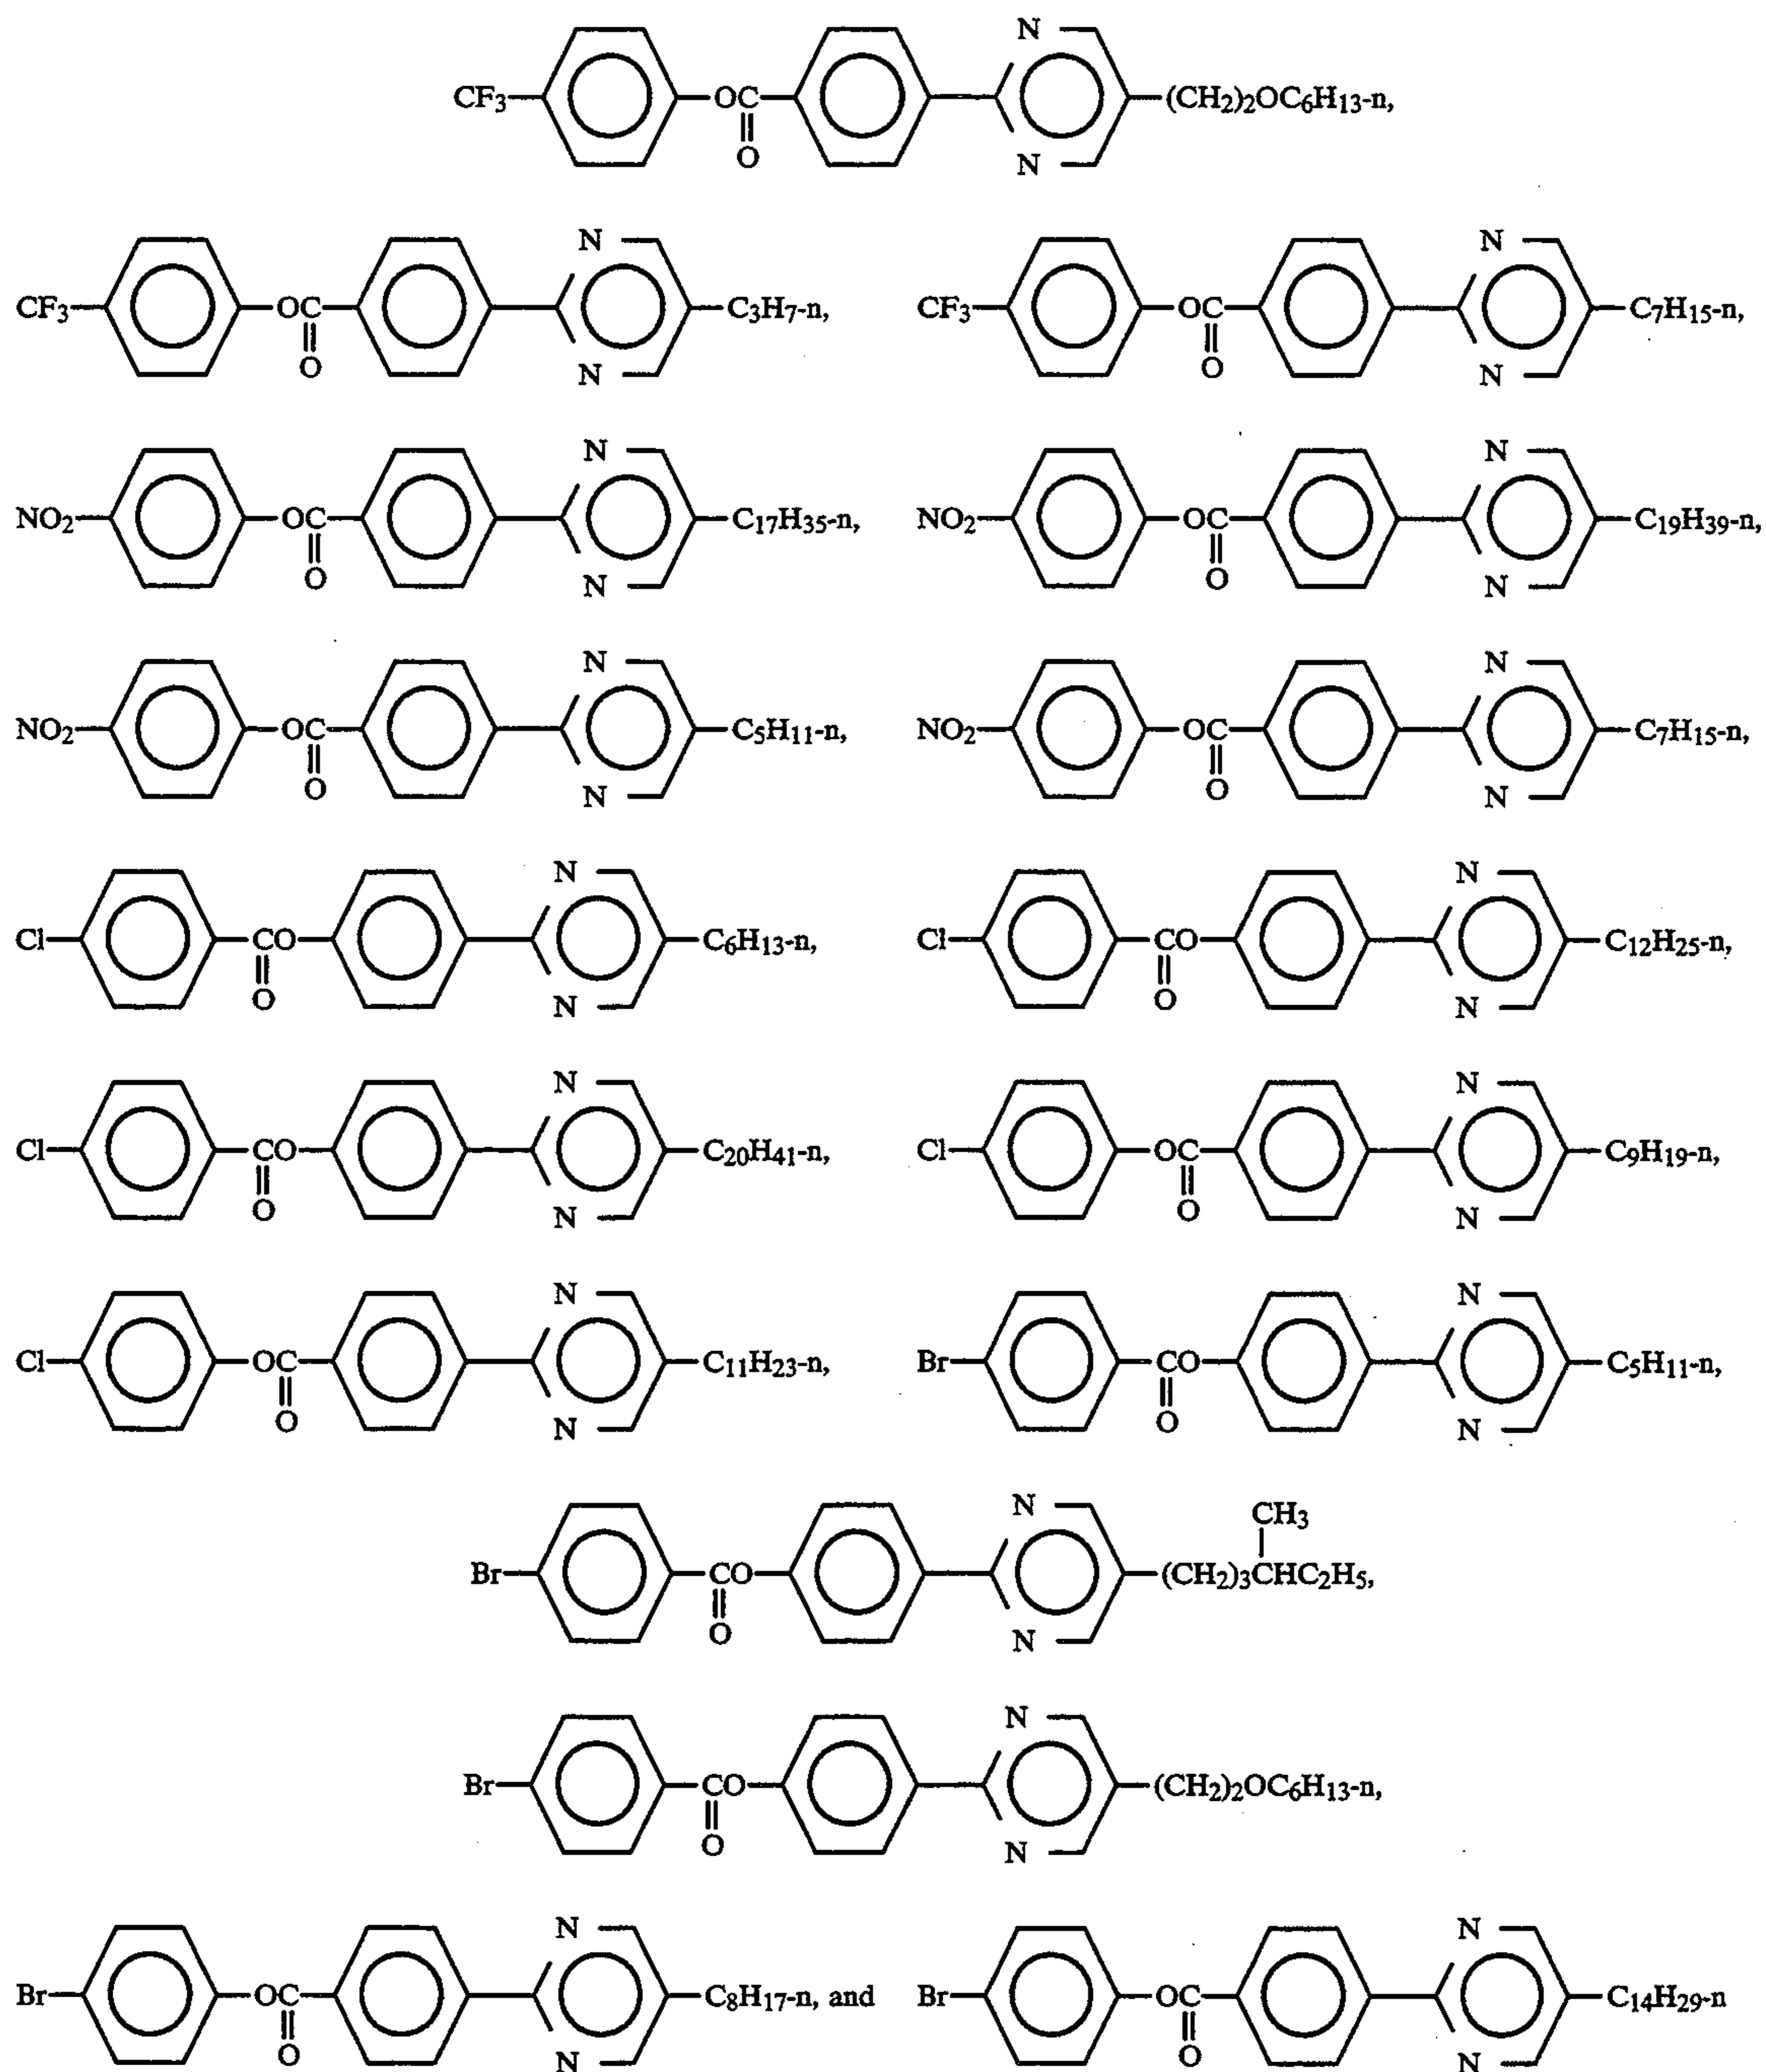 CF3 OC O N N (CH2)2OC6H13-n,
CF3 OC O N N C3H7-n, CF3 OC O N N C7H15-n,
NO2 OC O N N C17H35-n, NO2 OC O N N C19H39-n,
NO2 OC O N N C5H11-n, NO2 OC O N N C7H15-n,
Cl CO O N N C6H13-n, Cl CO O N N C12H25-n,
Cl CO O N N C20H41-n, Cl OC O N N C9H19-n,
Cl OC O N N C11H23-n, Br CO O N N C5H11-n,
Br CO O N N CH3 (CH2)3CHC2H5,
Br CO O N N (CH2)2OC6H13-n,
Br OC O N N C8H17-n, and Br OC O N N C14H29-n